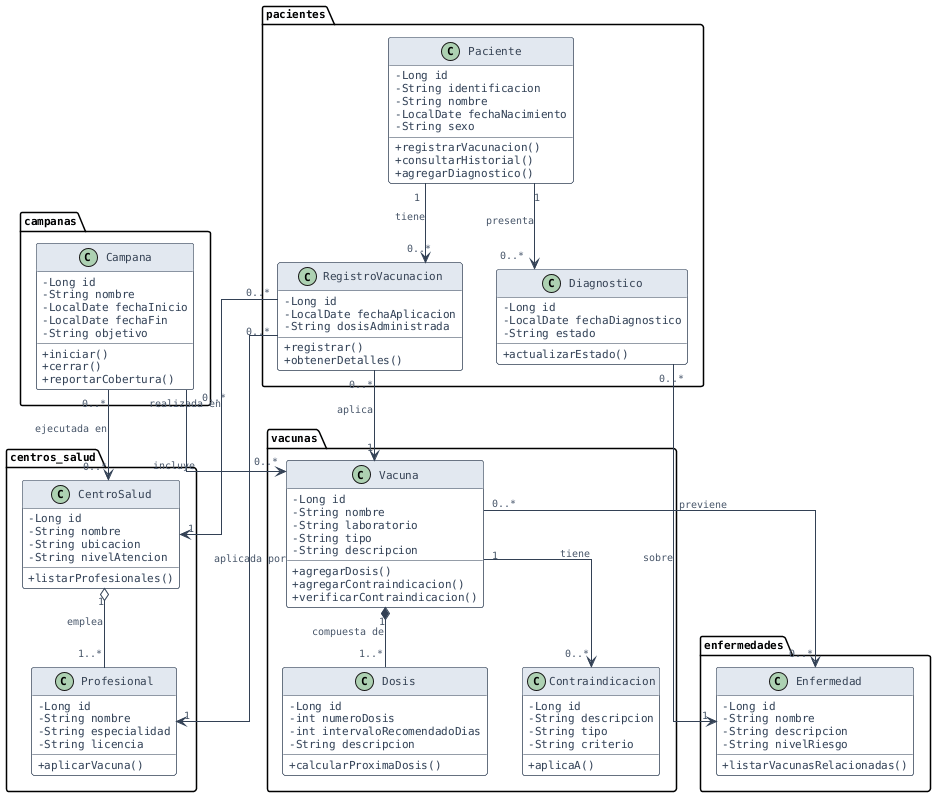 pacientes
C Paciente
-Long id
-String identificacion
-String nombre
-LocalDate fechaNacimiento
-String sexo
+registrarVacunacion()
+consultarHistorial()
+agregarDiagnostico()
1
1
tiene
presenta
0..*
0..*
campanas
C Campana
-Long id
-String nombre
-LocalDate fechaInicio
-LocalDate fechaFin
-String objetivo
+iniciar()
+cerrar()
+reportarCobertura()
C RegistroVacunacion
-Long id
-LocalDate fechaAplicacion
-String dosisAdministrada
+registrar()
+obtenerDetalles()
C Diagnostico
-Long id
-LocalDate fechaDiagnostico
-String estado
+actualizarEstado()
0..*
0..*
0..*
0..*
0..*
0..*
realizada en
aplica
ejecutada en
1
0..*
incluye
0..*
centros_salud
C CentroSalud
-Long id
-String nombre
-String ubicacion
-String nivelAtencion
+listarProfesionales()
1
1
emplea
1..*
C Profesional
-Long id
-String nombre
-String especialidad
-String licencia
+aplicarVacuna()
1
aplicada por
vacunas
C Vacuna
-Long id
-String nombre
-String laboratorio
-String tipo
-String descripcion
+agregarDosis()
+agregarContraindicacion()
+verificarContraindicacion()
0..*
previene
1
tiene
sobre
1
compuesta de
1..*
0..*
C Dosis
-Long id
-int numeroDosis
-int intervaloRecomendadoDias
-String descripcion
+calcularProximaDosis()
C Contraindicacion
-Long id
-String descripcion
-String tipo
-String criterio
+aplicaA()
enfermedades
0..*
1
C Enfermedad
-Long id
-String nombre
-String descripcion
-String nivelRiesgo
+listarVacunasRelacionadas()